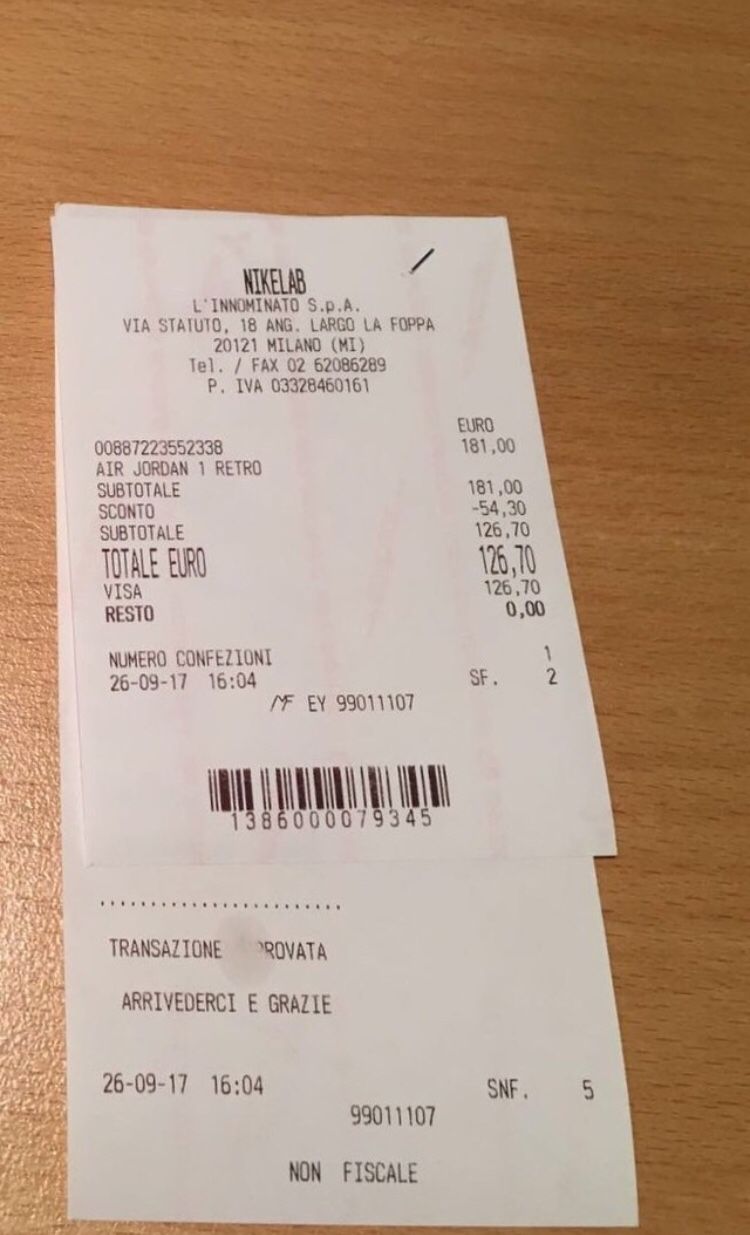 NIKELAB
L'INNOMINATO S.p.A.
VIA STATUTO, 18 ANG. LARGO LA FOPPA
20121 MILANO (MI)
Tel. / FAX 02 62086289
P. IVA 03328460161
EURO
00887223552338 181,00
AIR JORDAN 1 RETRO
SUBTOTALE 181,00
SCONTO -54,30
SUBTOTALE 126,70
TOTALE EURO 126,70
VISA 126,70
RESTO 0,00
NUMERO CONFEZIONI 1
26-09-17 16:04 SF. 2
MF EY 99011107
1386000079345
........................
TRANSAZIONE
ARRIVEDERCI E GRAZIE
26-09-17 16:04 SNF. 5
99011107
NON FISCALE